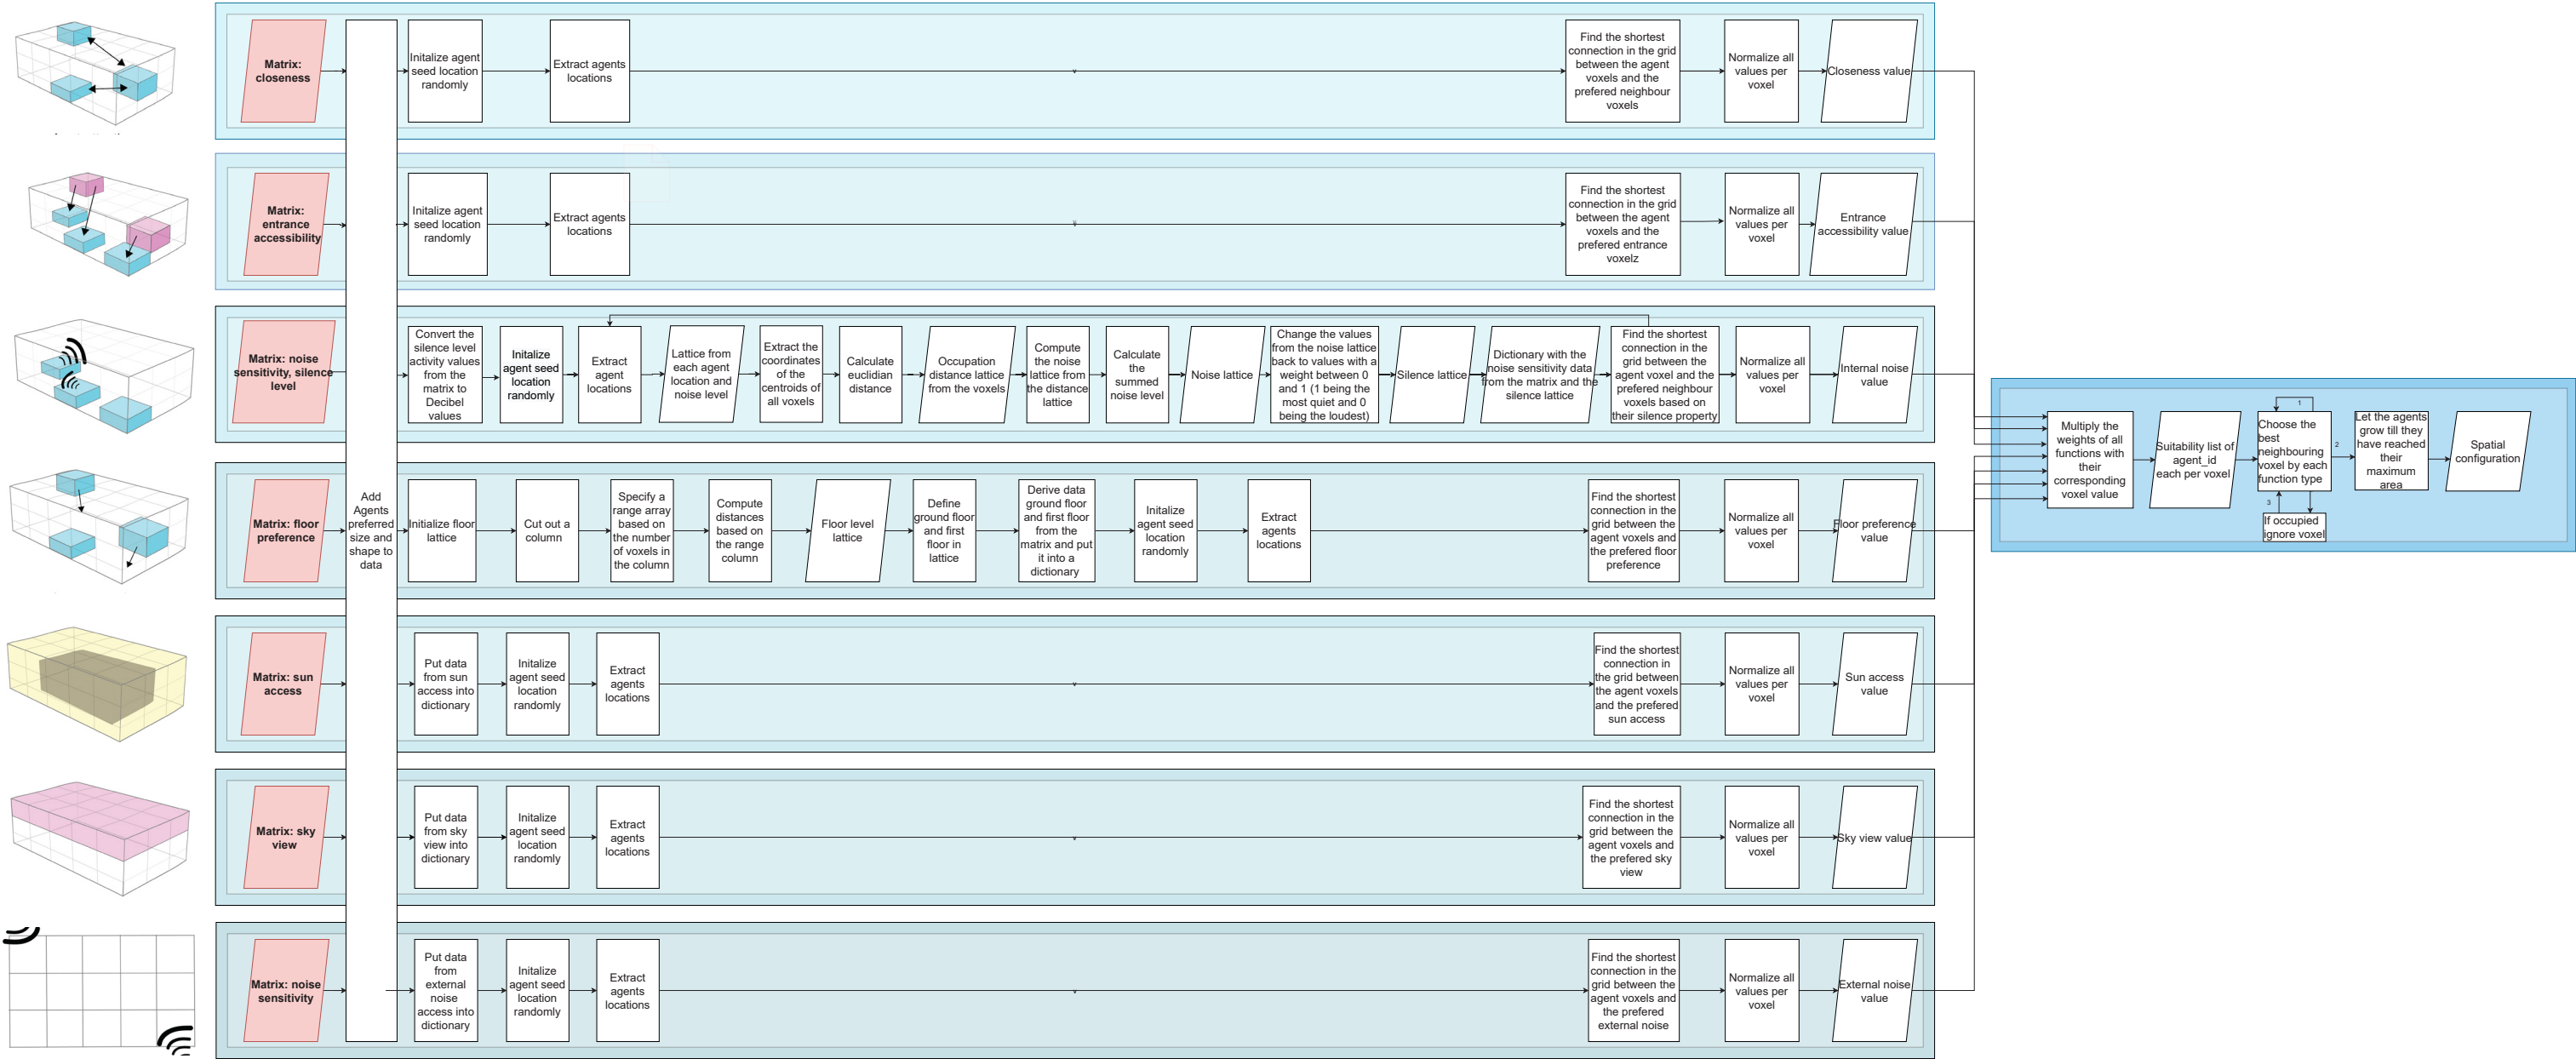 Matrix:
closeness
Initalize agent
seed location
randomly
Extract agents
locations
Find the shortest
connection in the grid
between the agent
voxels and the
prefered neighbour
voxels
Normalize all
values per
voxel
Closeness value
Matrix:
entrance
accessibility
Initalize agent
seed location
randomly
Extract agents
locations
Find the shortest
connection in the grid
between the agent
voxels and the
prefered entrance
voxelz
Normalize all
values per
voxel
Entrance
accessibility value
Matrix: noise
sensitivity, silence
level
Convert the
silence level
activity values
from the
matrix to
Decibel
values
Initalize
agent seed
location
randomly
Extract
agent
locations
Lattice from
each agent
location and
noise level
Extract the
coordinates
of the
centroids of
all voxels
Calculate
euclidian
distance
Occupation
distance lattice
from the voxels
Compute
the noise
lattice from
the distance
lattice
Calculate
the
summed
noise level
Noise lattice
Change the values
from the noise lattice
back to values with a
weight between 0
and 1 (1 being the
most quiet and 0
being the loudest)
Silence lattice
Dictionary with the
noise sensitivity data
from the matrix and the
silence lattice
Find the shortest
connection in the
grid between the
agent voxel and the
prefered neighbour
voxels based on
their silence property
Normalize all
values per
voxel
Internal noise
value
Add
Agents
preferred
size and
shape to
data
Matrix: floor
preference
Initialize floor
lattice
Cut out a
column
Specify a
range array
based on
the number
of voxels in
the column
Compute
distances
based on
the range
column
Floor level
lattice
Define
ground floor
and first
floor in
lattice
Derive data
ground floor
and first floor
from the
matrix and put
it into a
dictionary
Initalize
agent seed
location
randomly
Extract
agents
locations
Find the shortest
connection in the
grid between the
agent voxels and
the prefered floor
preference
Normalize all
values per
voxel
Floor preference
value
Matrix: sun
access
Put data
from sun
access into
dictionary
Initalize
agent seed
location
randomly
Extract
agents
locations
Find the shortest
connection in
the grid between
the agent voxels
and the prefered
sun access
Normalize all
values per
voxel
Sun access
value
Matrix: sky
view
Put data
from sky
view into
dictionary
Initalize
agent seed
location
randomly
Extract
agents
locations
Find the shortest
connection in the
grid between the
agent voxels and
the prefered sky
view
Normalize all
values per
voxel
Sky view value
Matrix: noise
sensitivity
Put data
from
external
noise
access into
dictionary
Initalize
agent seed
location
randomly
Extract
agents
locations
Find the shortest
connection in the
grid between the
agent voxels and
the prefered
external noise
Normalize all
values per
voxel
External noise
value
Multiply the
weights of all
functions with
their
corresponding
voxel value
Suitability list of
agent_id
each per voxel
1
Choose the
best
neighbouring
voxel by each
function type
2
3
If occupied
ignore voxel
Let the agents
grow till they
have reached
their
maximum
area
Spatial
configuration